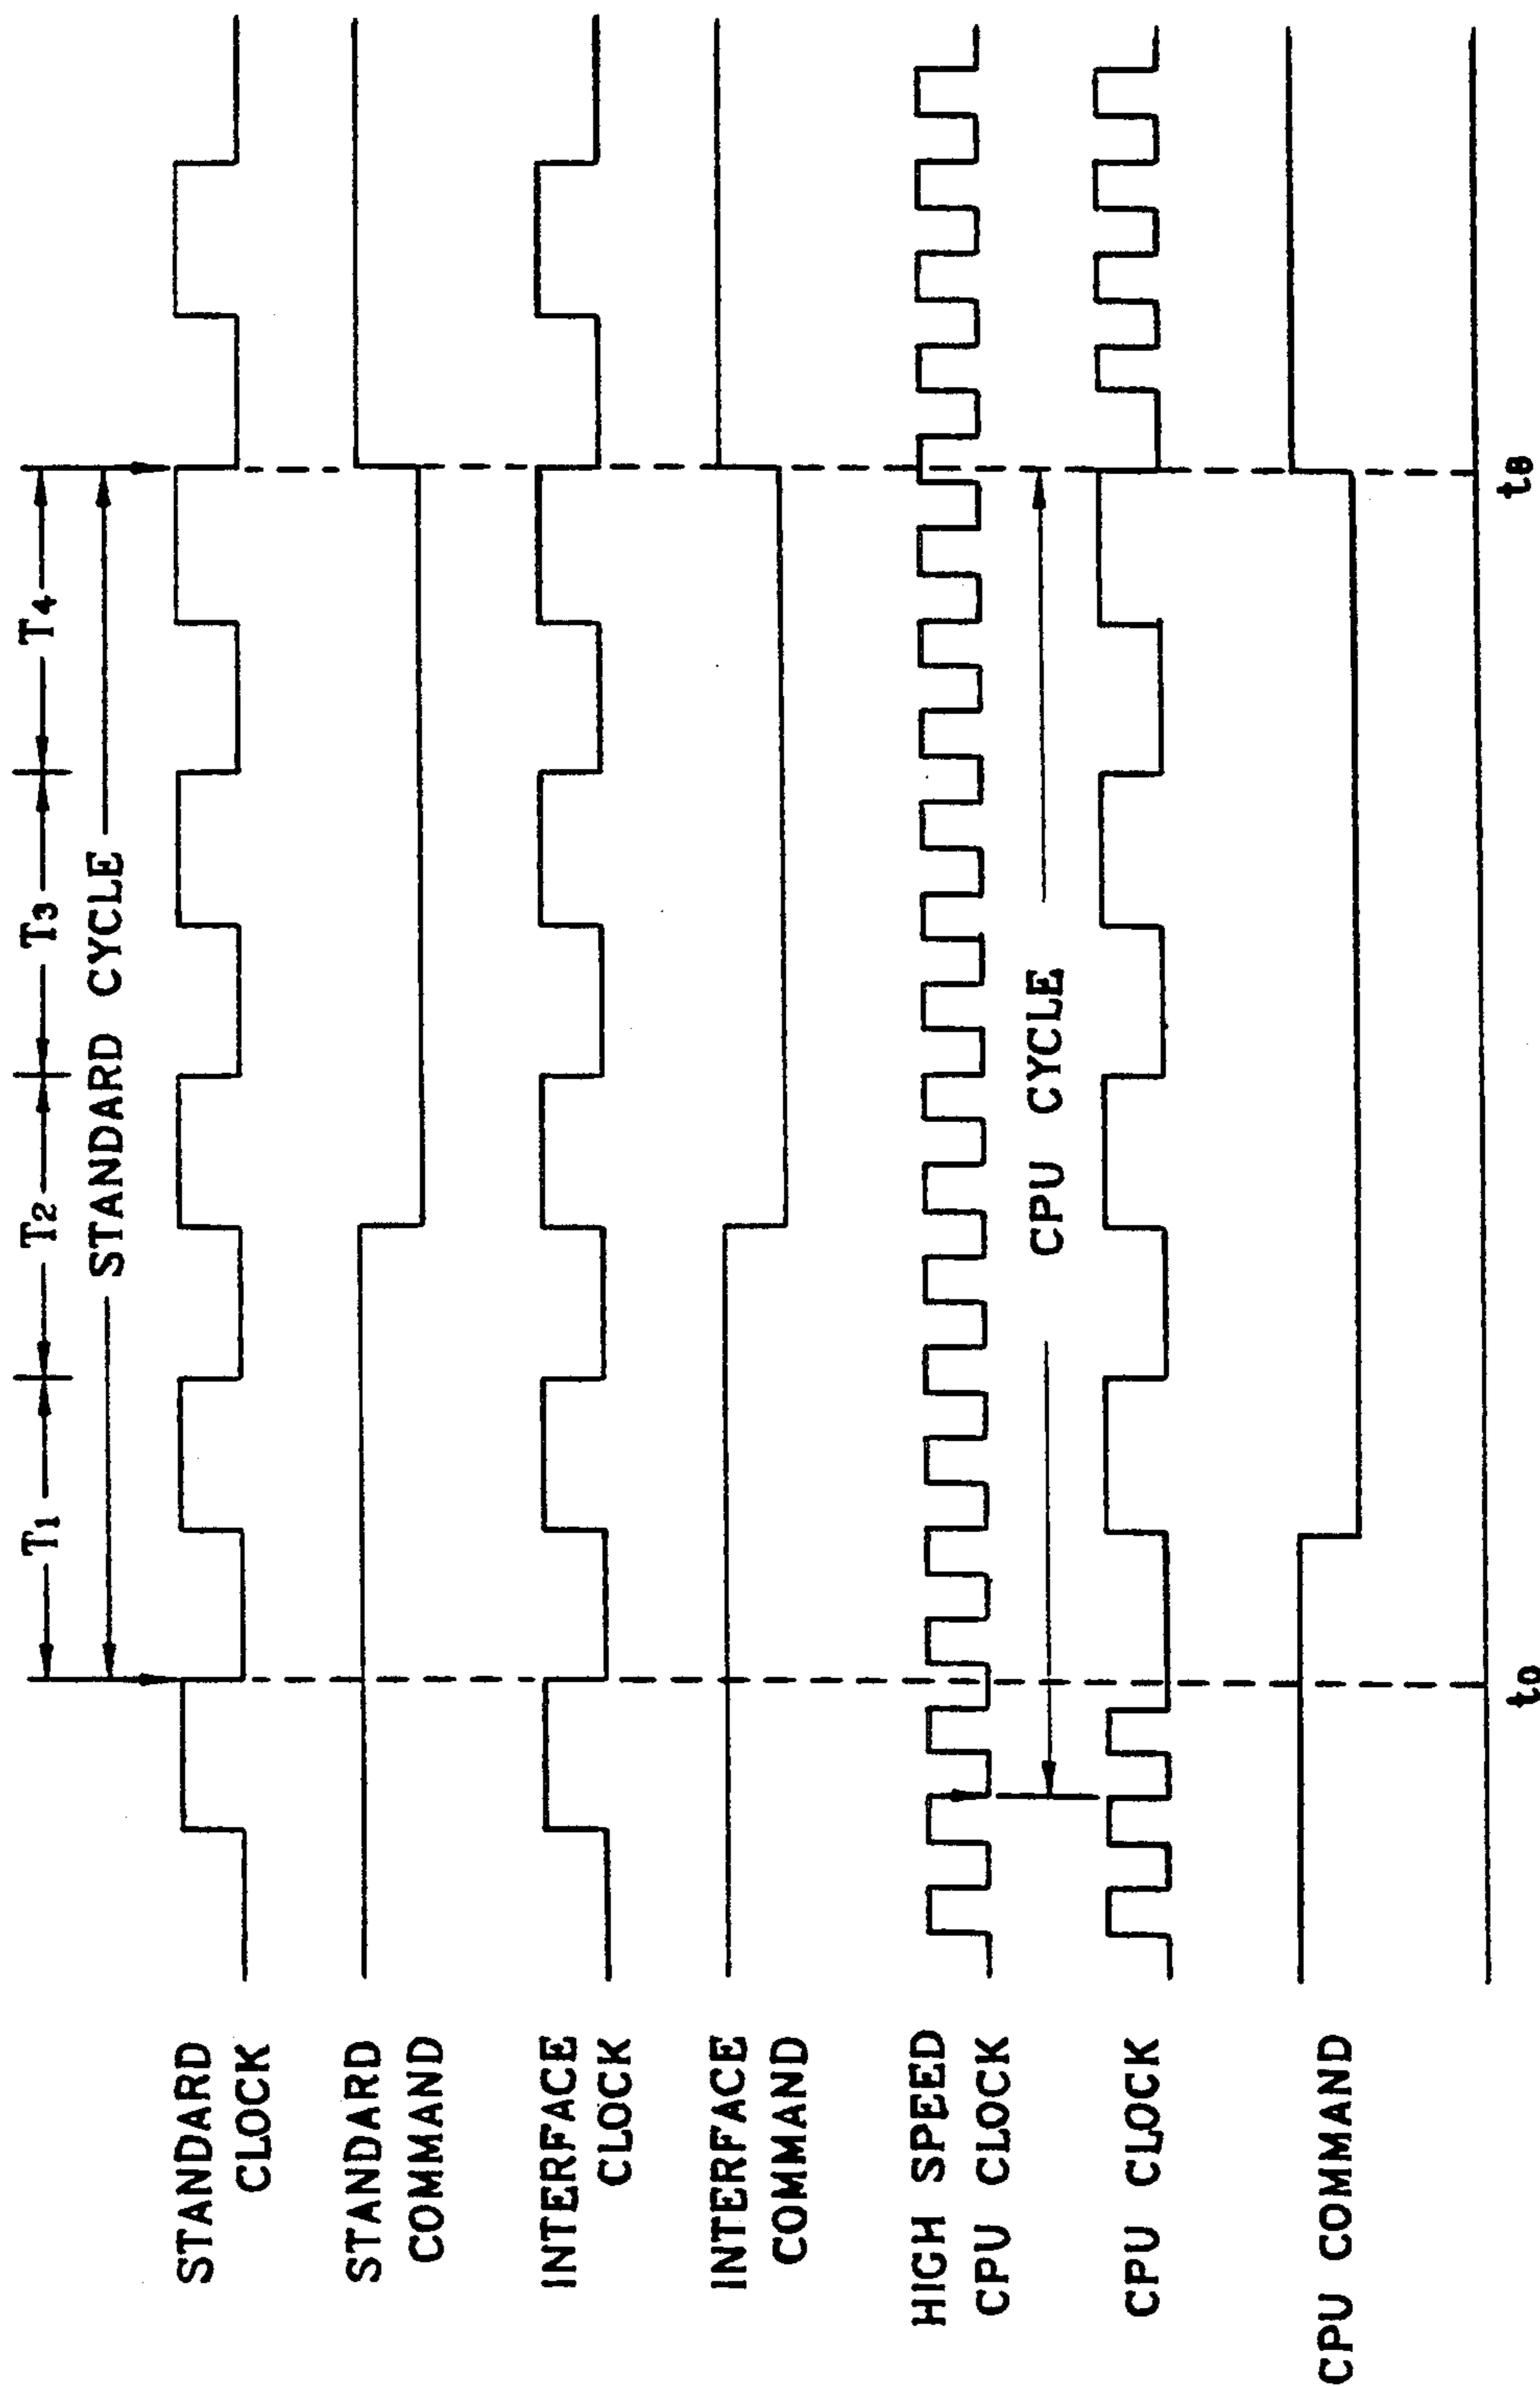 T1 T2 T3 T4
STANDARD CYCLE
STANDARD
CLOCK
STANDARD
COMMAND
INTERFACE
CLOCK
INTERFACE
COMMAND
HIGH SPEED
CPU CLOCK
CPU CYCLE
CPU CLOCK
CPU COMMAND
t0 t8